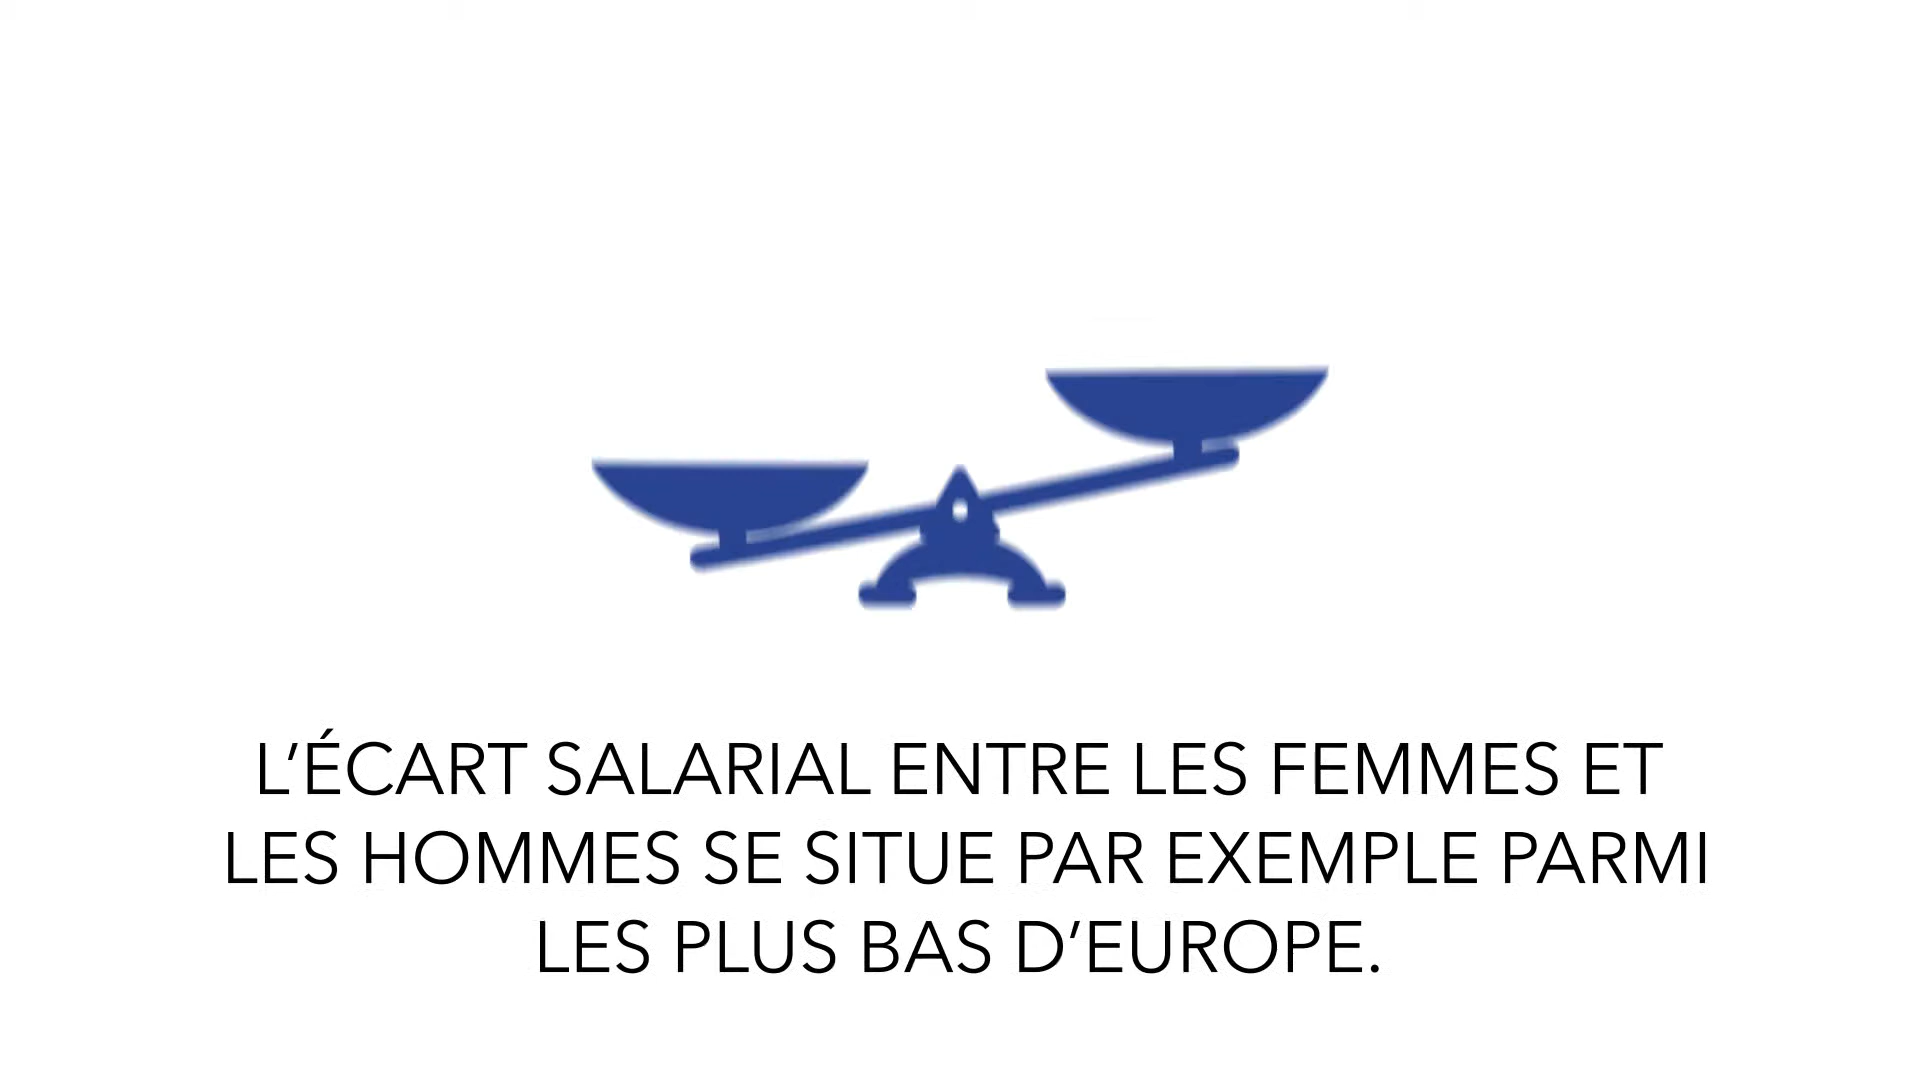 L’ÉCART SALARIAL ENTRE LES FEMMES ET
LES HOMMES SE SITUE PAR EXEMPLE PARMI
LES PLUS BAS D’EUROPE.